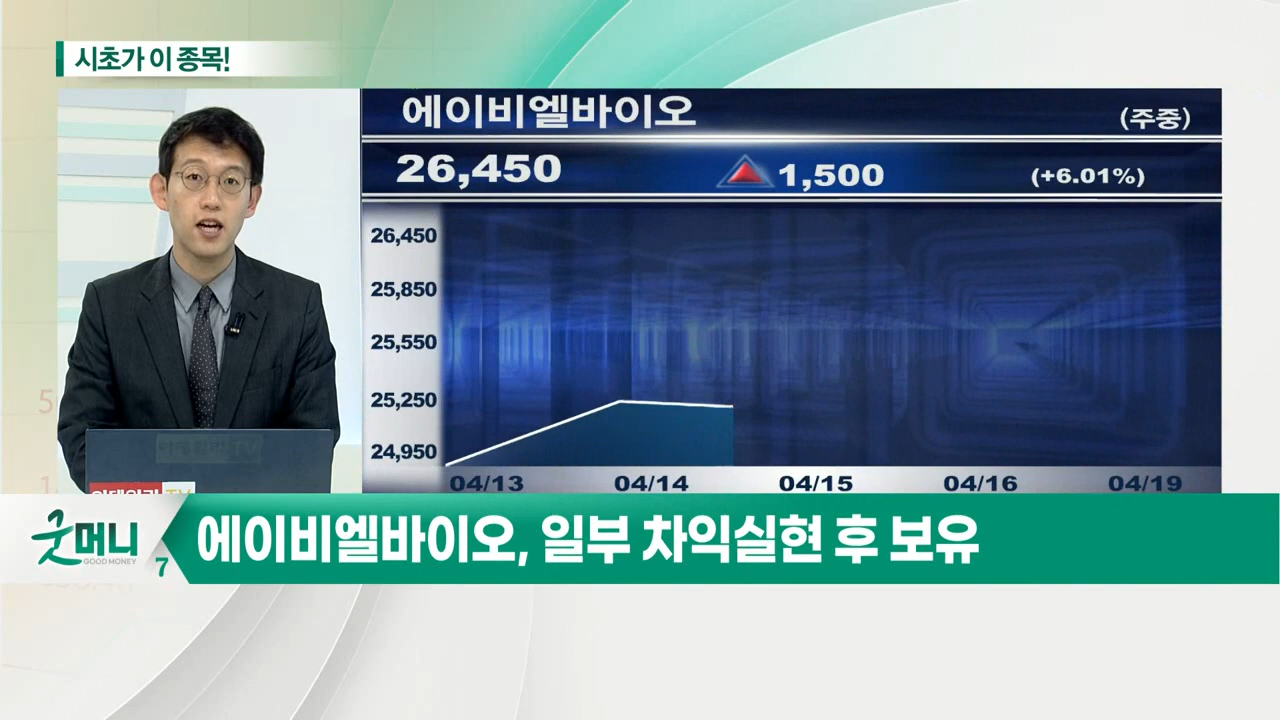 시초가 이 종목!
에이비엘바이오
(주중)
26,450
1,500
(+6.01%)
26,450
25,850
25,550
25,250
24,950
04/13
04/14
04/15
04/16
04/19
굿머니
GOOD MONEY
7
에이비엘바이오, 일부 차익실현 후 보유